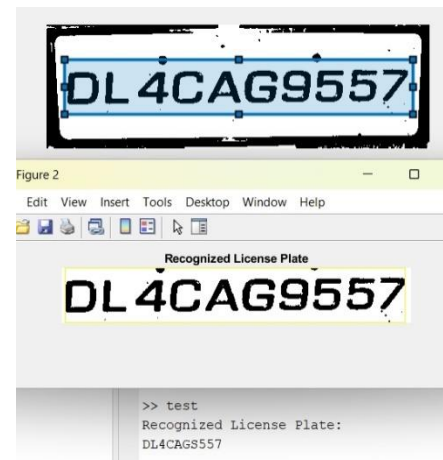 DL4CAG9557
Figure 2
Edit View Insert Tools Desktop Window Help
Recognized License Plate
DL4CAG9557
>> test
Recognized License Plate:
DL4CAGS557